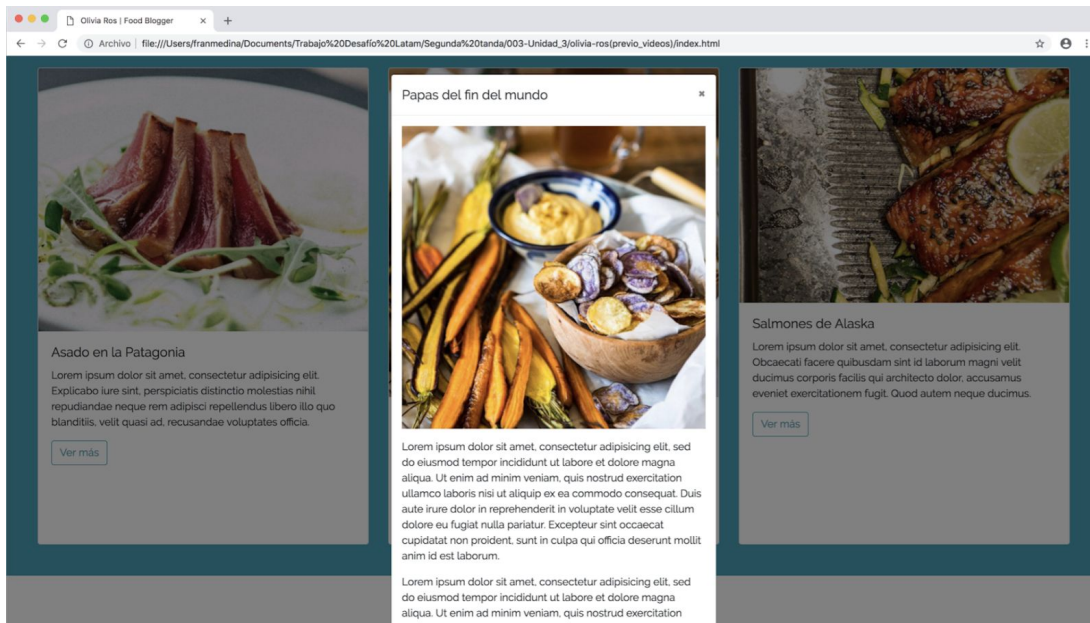 Olivia Ros | Food Blogger
Archivo | file:///Users/franmedina/Documents/Trabajo%20Desafío%20Latam/Segunda%20tanda/003-Unidad_3/olivia-ros(previo_videos)/index.html
Asado en la Patagonia
Lorem ipsum dolor sit amet, consectetur adipisicing elit.
Explicabo iure sint, perspiciatis distinctio molestias nihil
repudiandae neque rem adipisci repellendus libero illo quo
blanditiis, velit quasi ad, recusandae voluptates officia.
Ver más
Papas del fin del mundo
Lorem ipsum dolor sit amet, consectetur adipisicing elit, sed
do eiusmod tempor incididunt ut labore et dolore magna
aliqua. Ut enim ad minim veniam, quis nostrud exercitation
ullamco laboris nisi ut aliquip ex ea commodo consequat. Duis
aute irure dolor in reprehenderit in voluptate velit esse cillum
dolore eu fugiat nulla pariatur. Excepteur sint occaecat
cupidatat non proident, sunt in culpa qui officia deserunt mollit
anim id est laborum.
Lorem ipsum dolor sit amet, consectetur adipisicing elit, sed
do eiusmod tempor incididunt ut labore et dolore magna
aliqua. Ut enim ad minim veniam, quis nostrud exercitation
Salmones de Alaska
Lorem ipsum dolor sit amet, consectetur adipisicing elit.
Obcaecati facere quibusdam sint id laborum magni velit
ducimus corporis facilis qui architecto dolor, accusamus
eveniet exercitationem fugit. Quod autem neque ducimus.
Ver más